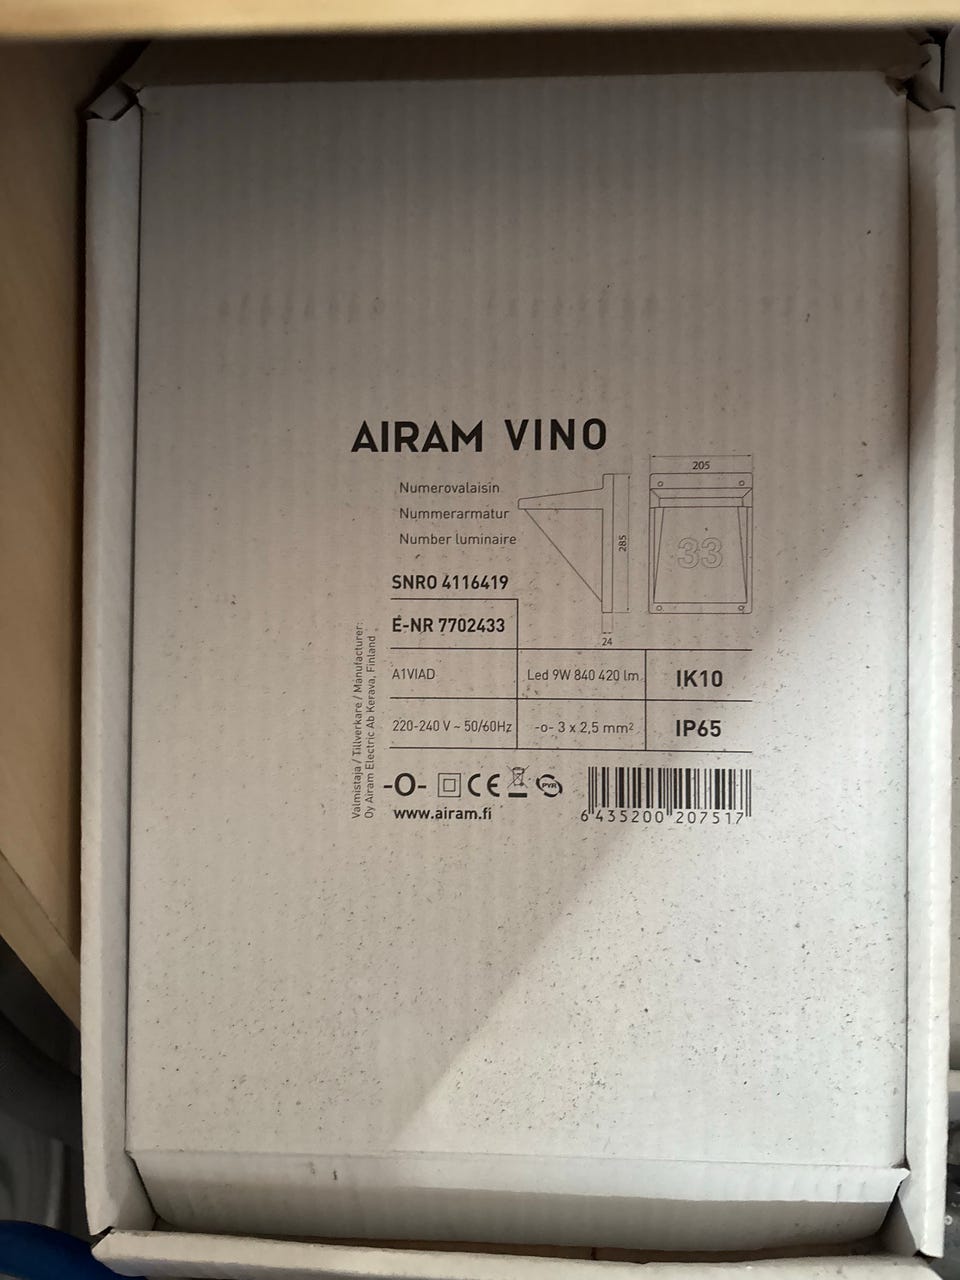 AIRAM VINO
Numerovalaisin
Nummerarmatur
Number luminaire
205
285
33
24
SNRO 4116419
E-NR 7702433
A1VIAD
Led 9W 840 420 lm
IK10
220-240 V ~ 50/60Hz
-o- 3 x 2,5 mm²
IP65
Valmistaja / Tillverkare / Manufacturer:
Oy Airam Electric Ab Kerava, Finland
-O- CE PYR
www.airam.fi
6 435200 207517